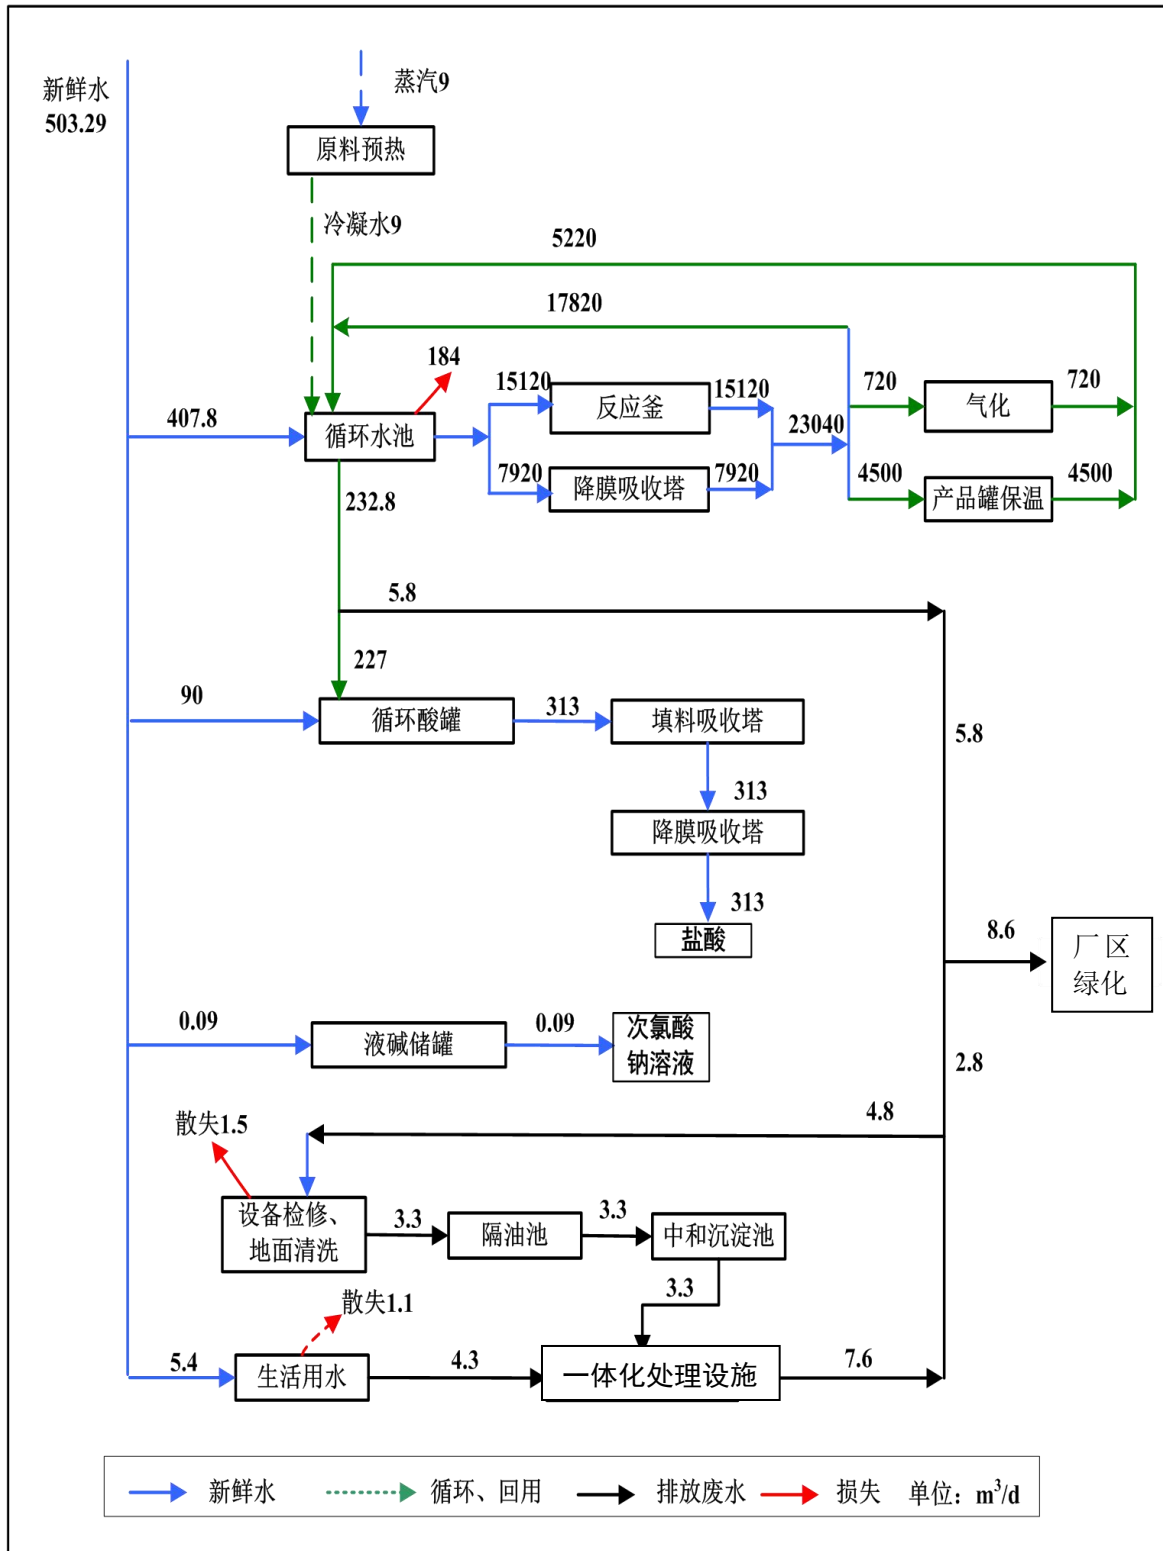 蒸汽9
新鲜水
503.29
原料预热
冷凝水9
5220
17820
184
15120
反应釜
15120
720
气化
720
407.8
循环水池
23040
7920
降膜吸收塔
7920
4500
产品罐保温
4500
232.8
5.8
227
90
循环酸罐
313
填料吸收塔
5.8
313
降膜吸收塔
313
盐酸
8.6
厂区
绿化
0.09
液碱储罐
0.09
次氯酸
钠溶液
2.8
4.8
散失1.5
设备检修、
地面清洗
3.3
隔油池
3.3
中和沉淀池
3.3
散失1.1
5.4
生活用水
4.3
一体化处理设施
7.6
新鲜水
循环、回用
排放废水
损失
单位：m³/d